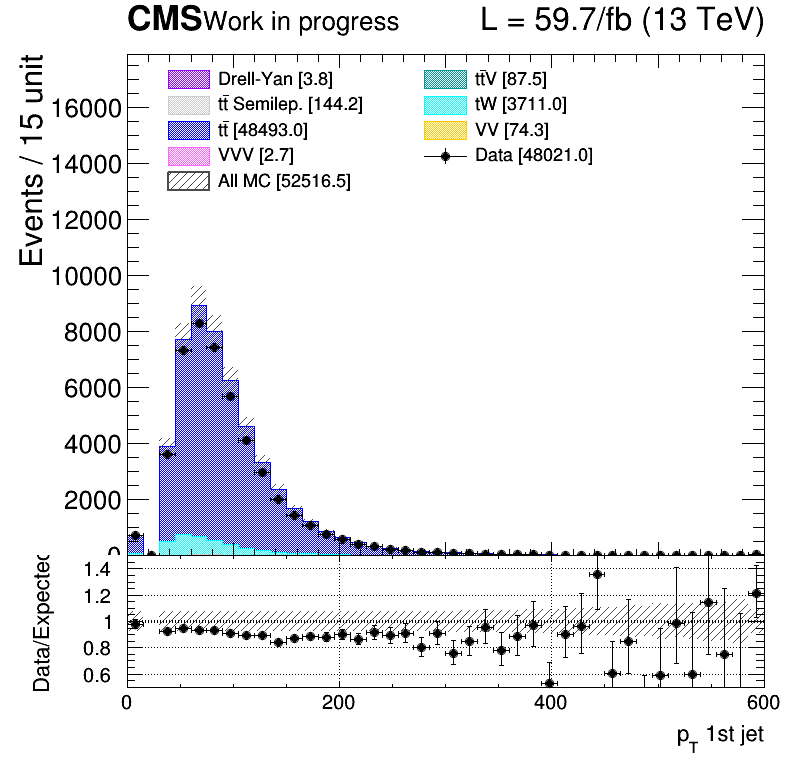 CMS Work in progress L = 59.7/fb (13 TeV)
Events / 15 unit
Drell-Yan [3.8]
tt̄ Semilep. [144.2]
tt̄ [48493.0]
VVV [2.7]
All MC [52516.5]
tt̄V [87.5]
tW [3711.0]
VV [74.3]
Data [48021.0]
16000
14000
12000
10000
8000
6000
4000
2000
0
Data/Expected
1.4
1.2
1
0.8
0.6
0 200 400 600
p_T 1st jet